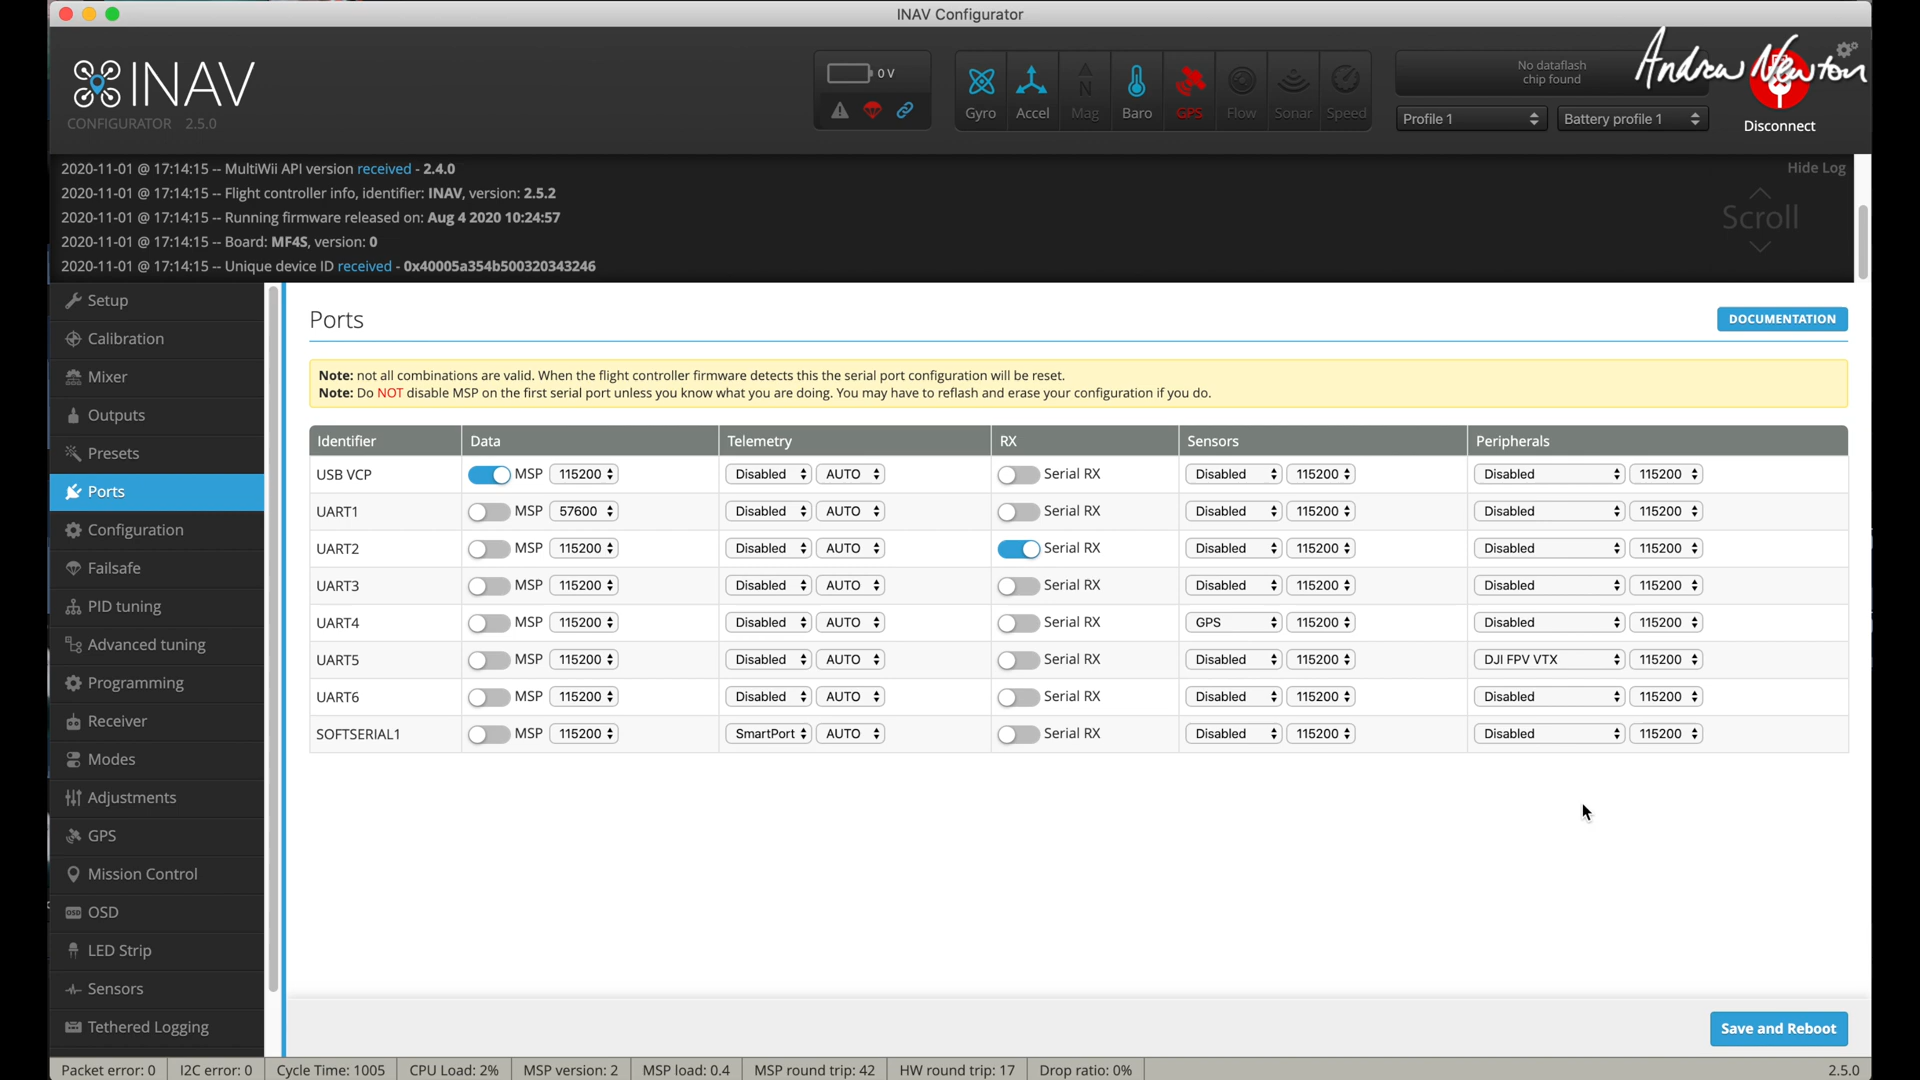 INAV Configurator
INAV
CONFIGURATOR 2.5.0
0 V
Gyro Accel Mag Baro GPS Flow Sonar Speed
No dataflash
chip found
Profile 1 Battery profile 1
Andrew Newton
Disconnect
2020-11-01 @ 17:14:15 -- MultiWii API version received - 2.4.0
2020-11-01 @ 17:14:15 -- Flight controller info, identifier: INAV, version: 2.5.2
2020-11-01 @ 17:14:15 -- Running firmware released on: Aug 4 2020 10:24:57
2020-11-01 @ 17:14:15 -- Board: MF4S, version: 0
2020-11-01 @ 17:14:15 -- Unique device ID received - 0x40005a354b500320343246
Hide Log
Scroll
Setup
Calibration
Mixer
Outputs
Presets
Ports
Configuration
Failsafe
PID tuning
Advanced tuning
Programming
Receiver
Modes
Adjustments
GPS
Mission Control
OSD
LED Strip
Sensors
Tethered Logging
Ports
DOCUMENTATION
Note: not all combinations are valid. When the flight controller firmware detects this the serial port configuration will be reset.
Note: Do NOT disable MSP on the first serial port unless you know what you are doing. You may have to reflash and erase your configuration if you do.
Identifier Data Telemetry RX Sensors Peripherals
USB VCP MSP 115200 Disabled AUTO Serial RX Disabled 115200 Disabled 115200
UART1 MSP 57600 Disabled AUTO Serial RX Disabled 115200 Disabled 115200
UART2 MSP 115200 Disabled AUTO Serial RX Disabled 115200 Disabled 115200
UART3 MSP 115200 Disabled AUTO Serial RX Disabled 115200 Disabled 115200
UART4 MSP 115200 Disabled AUTO Serial RX GPS 115200 Disabled 115200
UART5 MSP 115200 Disabled AUTO Serial RX Disabled 115200 DJI FPV VTX 115200
UART6 MSP 115200 Disabled AUTO Serial RX Disabled 115200 Disabled 115200
SOFTSERIAL1 MSP 115200 SmartPort AUTO Serial RX Disabled 115200 Disabled 115200
Save and Reboot
Packet error: 0 I2C error: 0 Cycle Time: 1005 CPU Load: 2% MSP version: 2 MSP load: 0.4 MSP round trip: 42 HW round trip: 17 Drop ratio: 0% 2.5.0